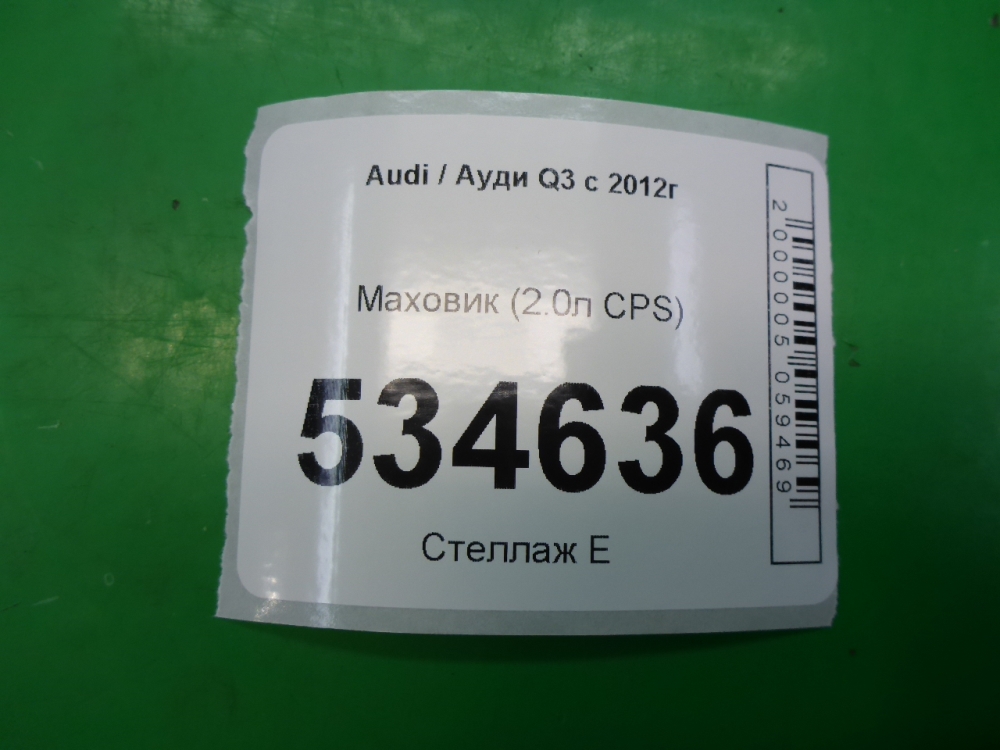 Audi / Ауди Q3 с 2012г
Маховик (2.0л CPS)
534636
Стеллаж E
2000005059469